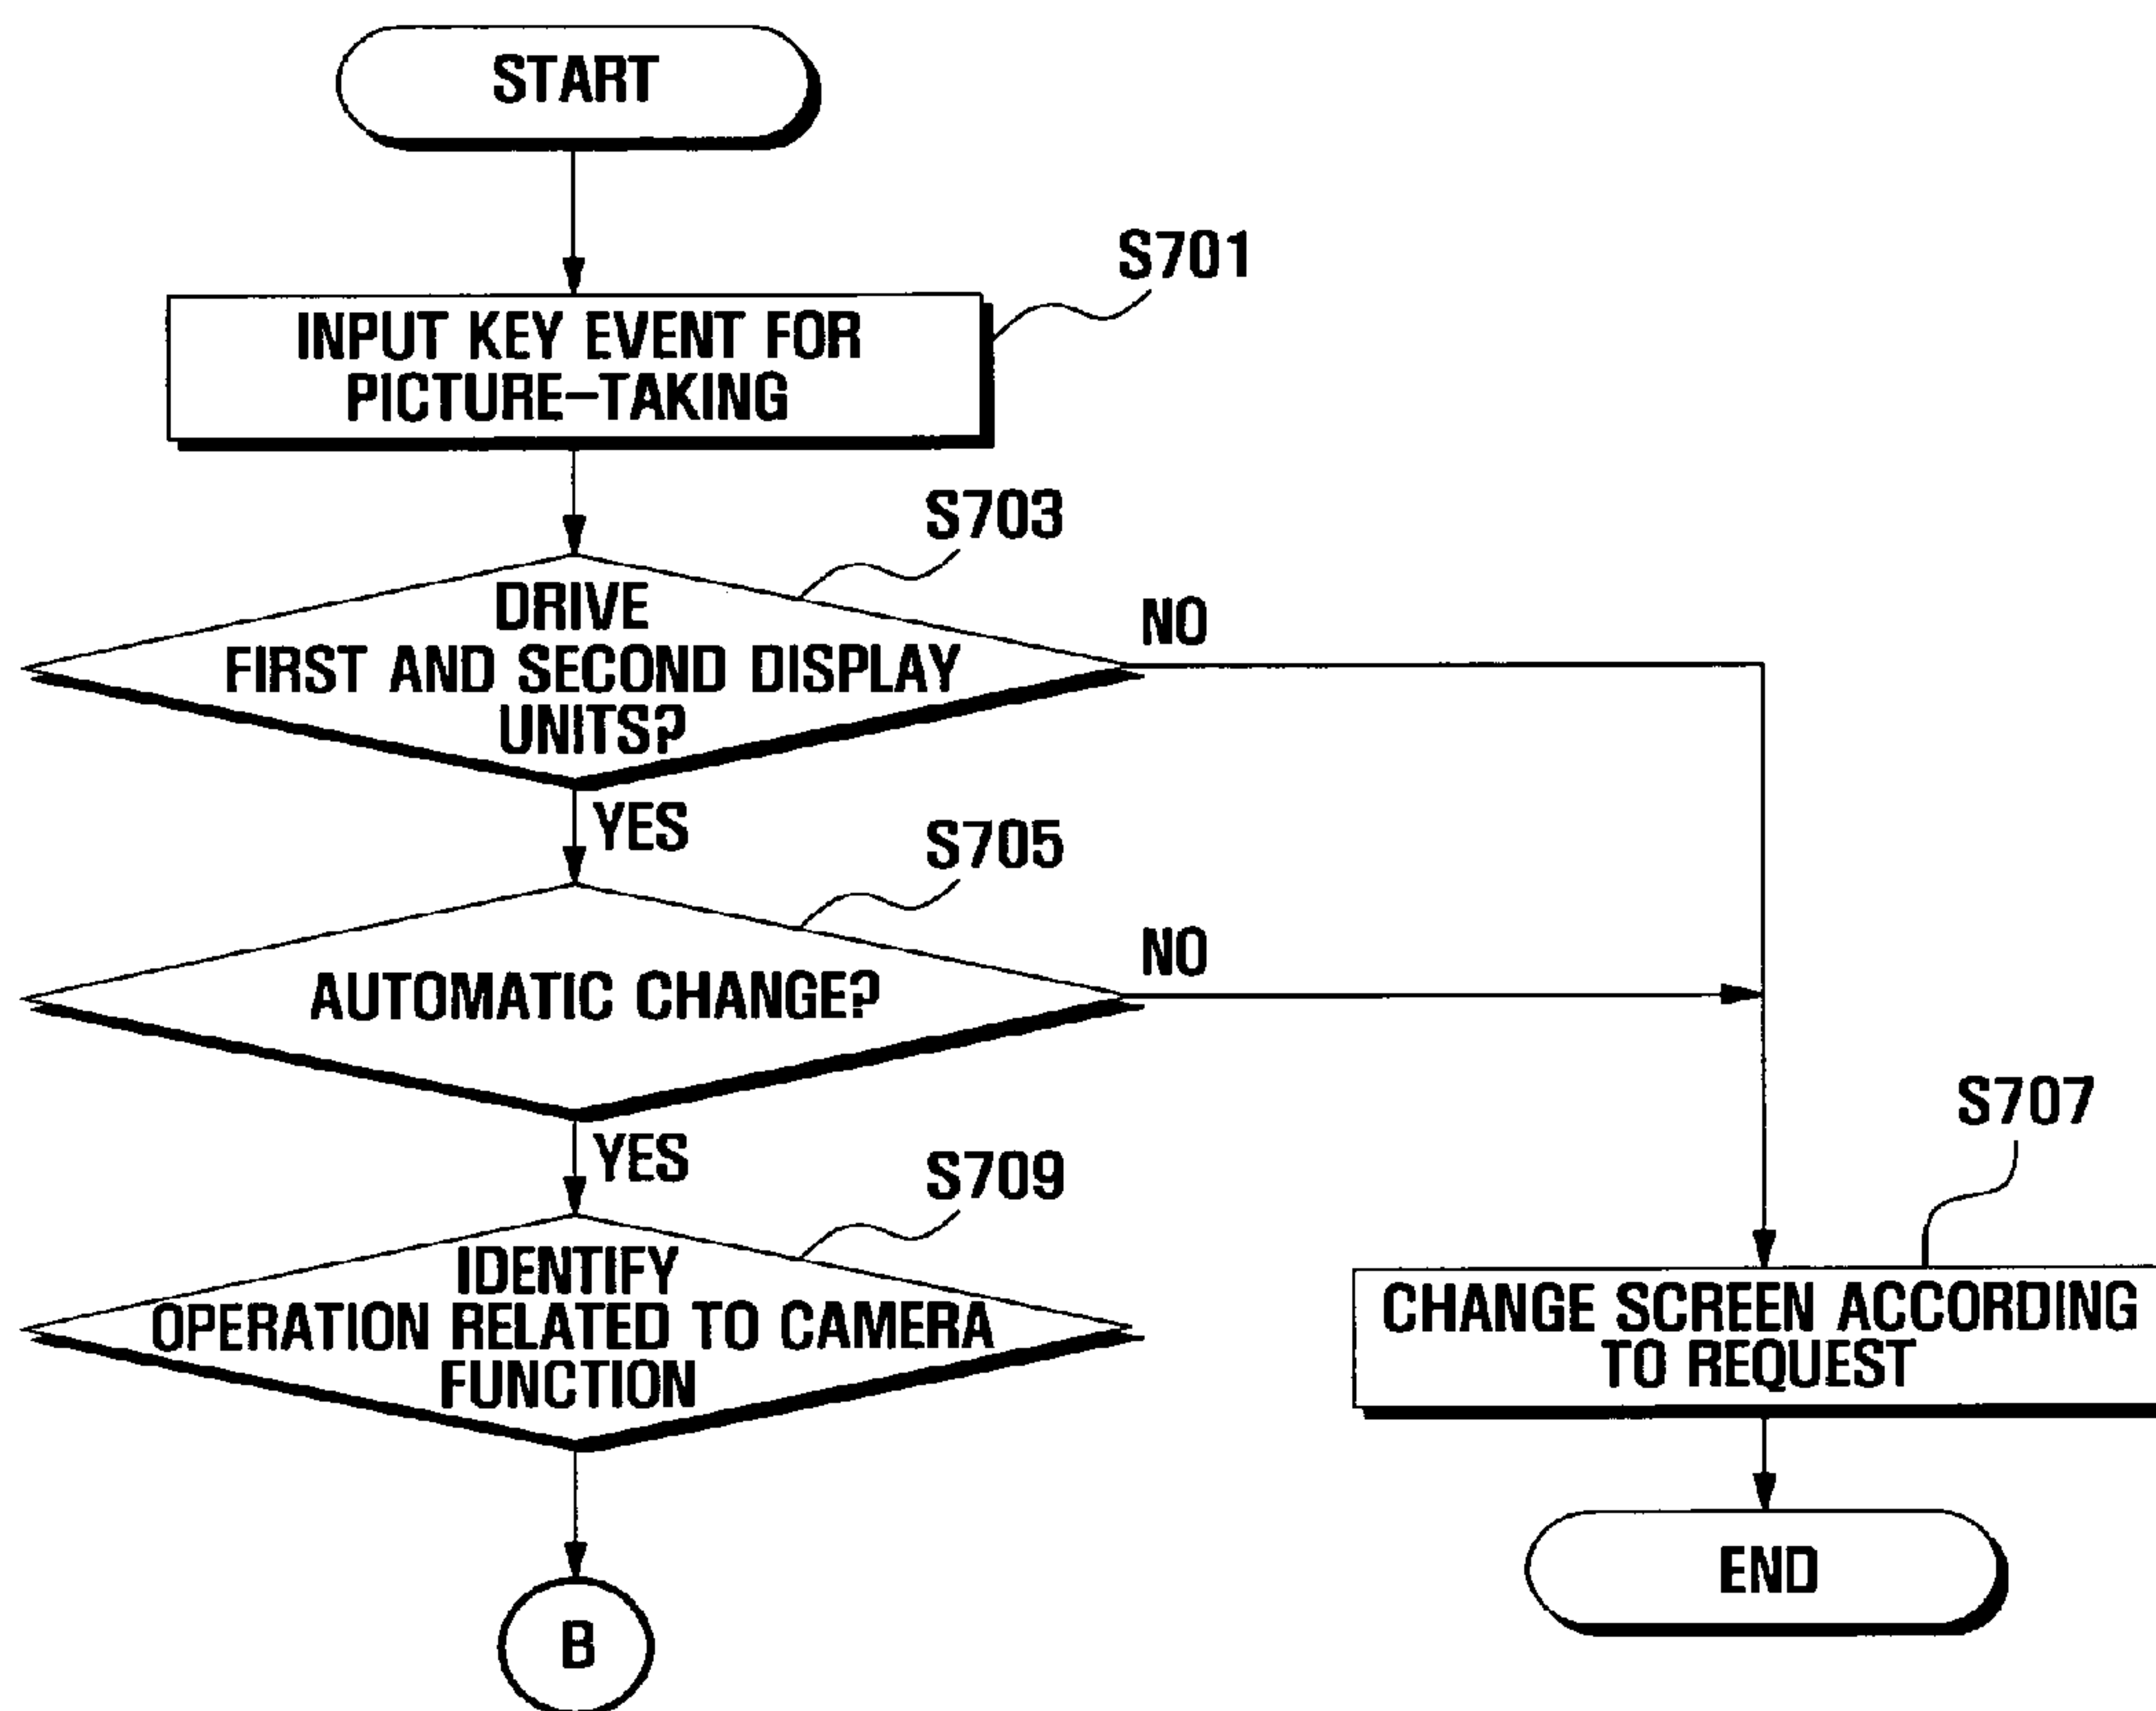 START
S701
INPUT KEY EVENT FOR
PICTURE-TAKING
S703
DRIVE
FIRST AND SECOND DISPLAY
UNITS?
NO
YES
S705
AUTOMATIC CHANGE?
NO
YES
S709
IDENTIFY
OPERATION RELATED TO CAMERA
FUNCTION
S707
CHANGE SCREEN ACCORDING
TO REQUEST
END
B